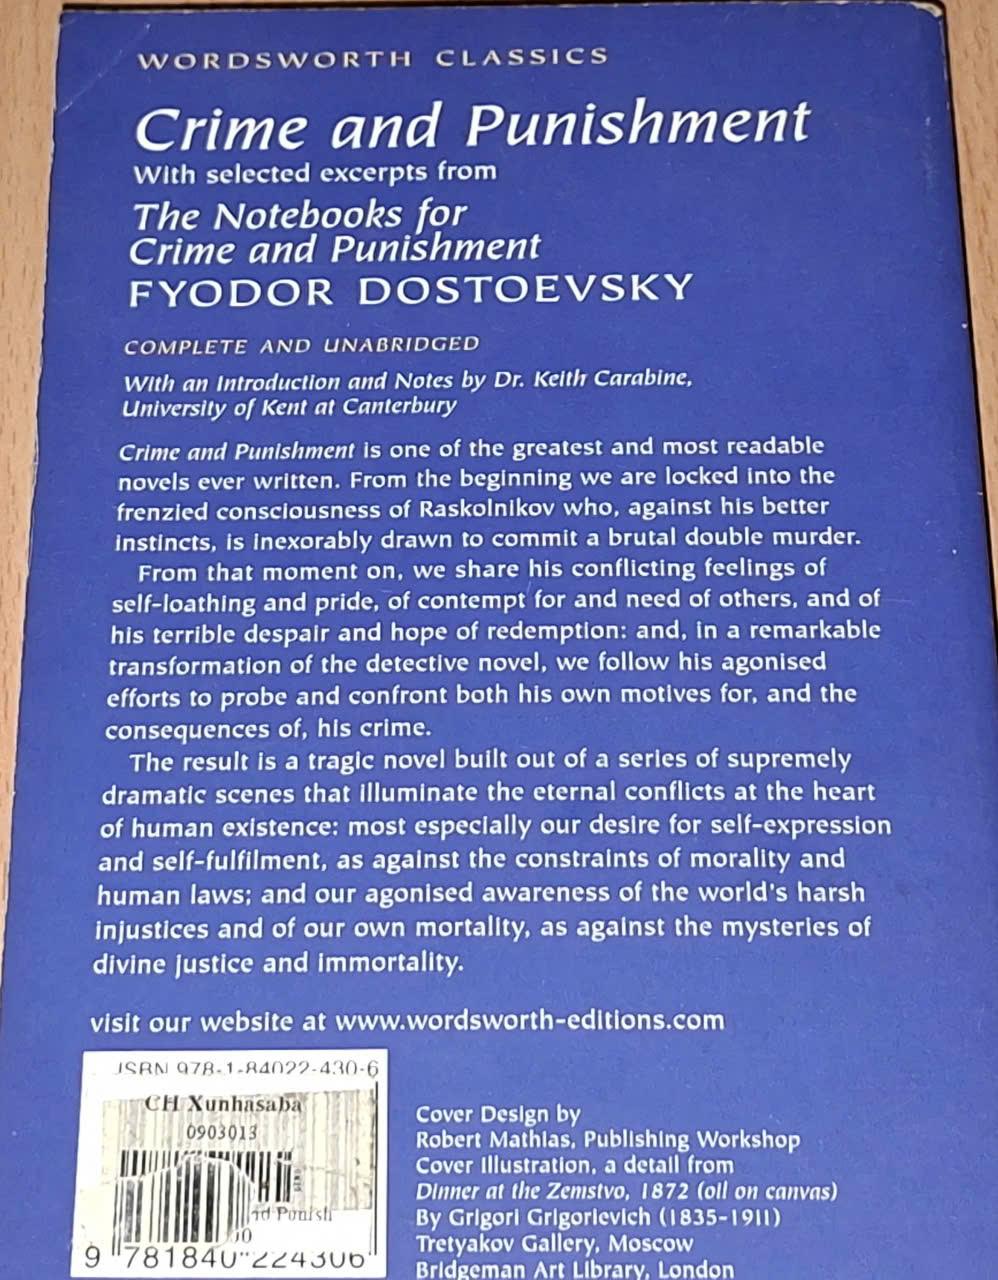 WORDSWORTH CLASSICS
Crime and Punishment
With selected excerpts from
The Notebooks for
Crime and Punishment
FYODOR DOSTOEVSKY
COMPLETE AND UNABRIDGED
With an Introduction and Notes by Dr. Keith Carabine,
University of Kent at Canterbury
Crime and Punishment is one of the greatest and most readable
novels ever written. From the beginning we are locked into the
frenzied consciousness of Raskolnikov who, against his better
instincts, is inexorably drawn to commit a brutal double murder.
From that moment on, we share his conflicting feelings of
self-loathing and pride, of contempt for and need of others, and of
his terrible despair and hope of redemption: and, in a remarkable
transformation of the detective novel, we follow his agonised
efforts to probe and confront both his own motives for, and the
consequences of, his crime.
The result is a tragic novel built out of a series of supremely
dramatic scenes that illuminate the eternal conflicts at the heart
of human existence: most especially our desire for self-expression
and self-fulfilment, as against the constraints of morality and
human laws; and our agonised awareness of the world's harsh
injustices and of our own mortality, as against the mysteries of
divine justice and immortality.
visit our website at www.wordsworth-editions.com
ISBN 978-1-84022-430-6
CH Xunhasaba
0903013
nd Punish
00
9 781840 224306
Cover Design by
Robert Mathias, Publishing Workshop
Cover Illustration, a detail from
Dinner at the Zemstvo, 1872 (oil on canvas)
By Grigori Grigorievich (1835-1911)
Tretyakov Gallery, Moscow
Bridgeman Art Library, London